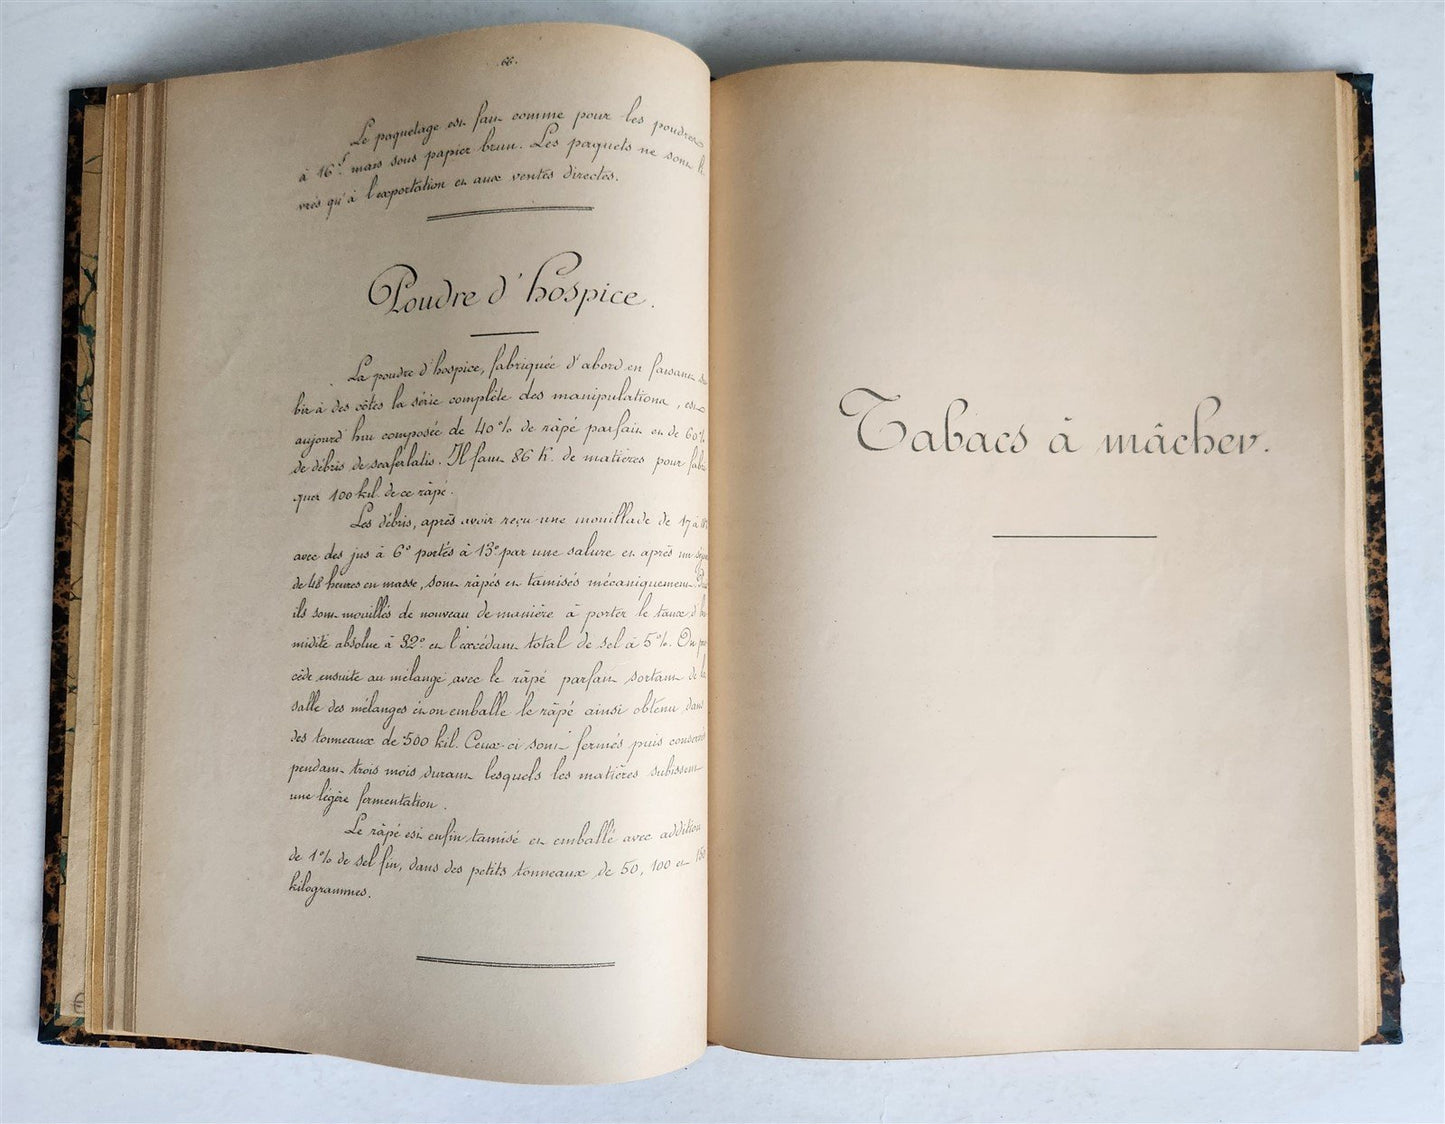 66.
Le paquetage est fait comme pour les poudres
à 16f mais sous papier brun. Les paquets ne sont li
vrés qu'à l'exportation et aux ventes directes.
Poudre d'hospice.
La poudre d'hospice, fabriquée d'abord en faisant su
bir à des côtes la série complète des manipulations, est
aujourd'hui composée de 40% de râpé parfait et de 60%
de débris de scaferlatis. Il faut 86 k. de matières pour fabri
quer 100 kil. de ce râpé.
Les débris, après avoir reçu une mouillade de 17 à
avec des jus à 6° portés à 13° par une salure et après un séjour
de 48 heures en masse, sont râpés et tamisés mécaniquement. Puis
ils sont mouillés de nouveau de manière à porter le taux d'hu
midité absolue à 32° et l'excédant total de sel à 5%. On pro
cède ensuite au mélange avec le râpé parfait sortant de la
salle des mélanges et on emballe le râpé ainsi obtenu dans
des tonneaux de 500 kil. Ceux-ci sont fermés puis conservés
pendant trois mois durant lesquels les matières subissent
une légère fermentation.
Le râpé est enfin tamisé et emballé avec addition
de 1% de sel fin, dans des petits tonneaux de 50, 100 et 150
kilogrammes.
Tabacs à mâcher.